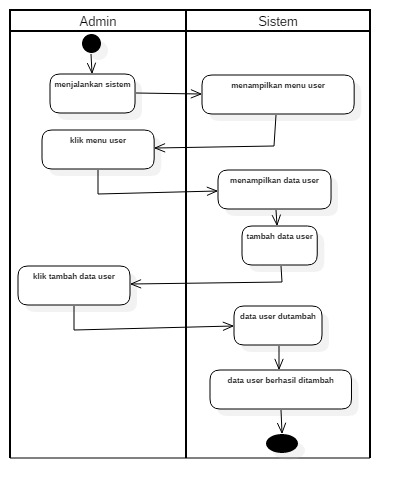 Admin
Sistem
menjalankan sistem
menampilkan menu user
klik menu user
menampilkan data user
tambah data user
klik tambah data user
data user dutambah
data user berhasil ditambah